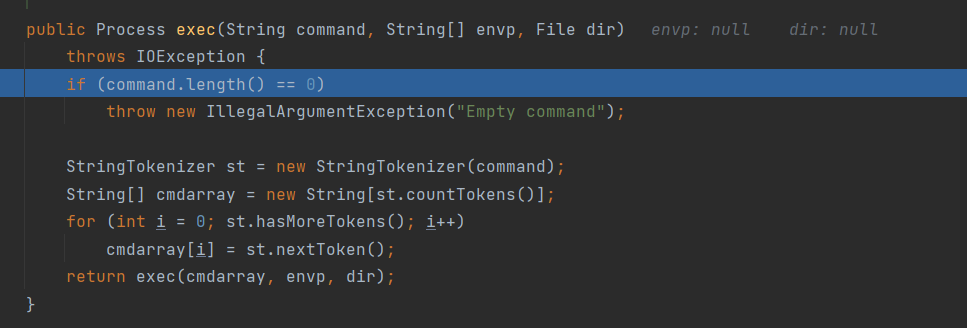 public Process exec(String command, String[] envp, File dir)   envp: null    dir: null
    throws IOException {
    if (command.length() == 0)
        throw new IllegalArgumentException("Empty command");

    StringTokenizer st = new StringTokenizer(command);
    String[] cmdarray = new String[st.countTokens()];
    for (int i = 0; st.hasMoreTokens(); i++)
        cmdarray[i] = st.nextToken();
    return exec(cmdarray, envp, dir);
}